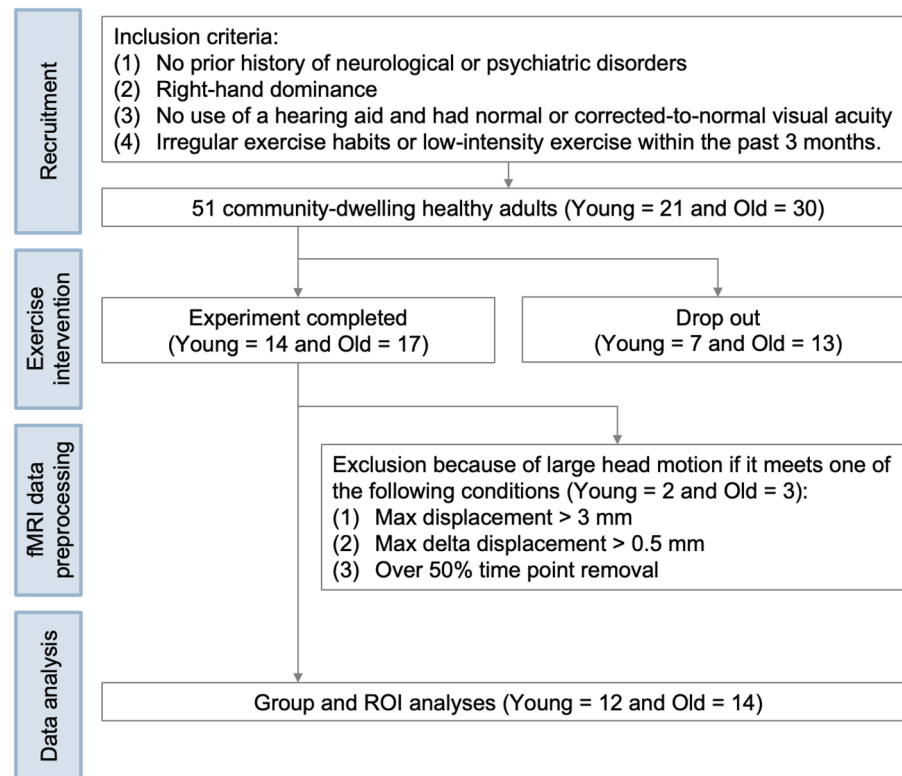 Recruitment
Inclusion criteria:
(1) No prior history of neurological or psychiatric disorders
(2) Right-hand dominance
(3) No use of a hearing aid and had normal or corrected-to-normal visual acuity
(4) Irregular exercise habits or low-intensity exercise within the past 3 months.
51 community-dwelling healthy adults (Young = 21 and Old = 30)
Exercise
intervention
Experiment completed
(Young = 14 and Old = 17)
Drop out
(Young = 7 and Old = 13)
fMRI data
preprocessing
Exclusion because of large head motion if it meets one of
the following conditions (Young = 2 and Old = 3):
(1) Max displacement > 3 mm
(2) Max delta displacement > 0.5 mm
(3) Over 50% time point removal
Data analysis
Group and ROI analyses (Young = 12 and Old = 14)